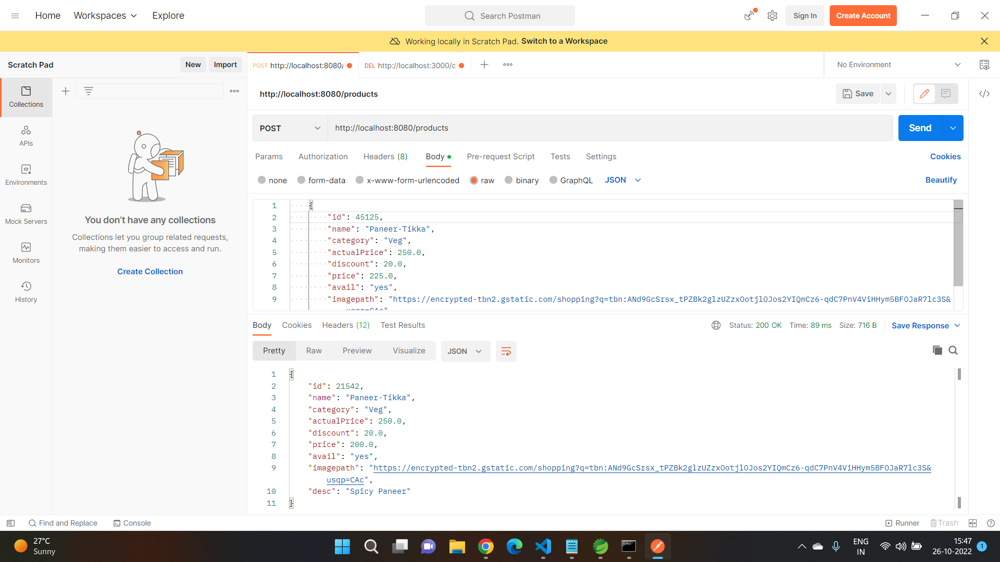 Home
Workspaces
Explore
Search Postman
Sign In
Create Account
Working locally in Scratch Pad. Switch to a Workspace
Scratch Pad
New
Import
POST http://localhost:8080/
DEL http://localhost:3000/d
No Environment
Collections
APIs
Environments
Mock Servers
Monitors
History
You don’t have any collections
Collections let you group related requests,
making them easier to access and run.
Create Collection
http://localhost:8080/products
Save
POST
http://localhost:8080/products
Send
Params
Authorization
Headers (8)
Body
Pre-request Script
Tests
Settings
Cookies
none
form-data
x-www-form-urlencoded
raw
binary
GraphQL
JSON
Beautify
1 {
2 "id": 45125,
3 "name": "Paneer-Tikka",
4 "category": "Veg",
5 "actualPrice": 250.0,
6 "discount": 20.0,
7 "price": 225.0,
8 "avail": "yes",
9 "imagepath": "https://encrypted-tbn2.gstatic.com/shopping?q=tbn:ANd9GcSrsx_tPZBk2glzUZzxOotjl0Jos2YIQmCz6-qdC7PnV4ViHHym5BFOJaR7lc3S&
usqp=CAc"
Body
Cookies
Headers (12)
Test Results
Status: 200 OK
Time: 89 ms
Size: 716 B
Save Response
Pretty
Raw
Preview
Visualize
JSON
1 {
2 "id": 21542,
3 "name": "Paneer-Tikka",
4 "category": "Veg",
5 "actualPrice": 250.0,
6 "discount": 20.0,
7 "price": 200.0,
8 "avail": "yes",
9 "imagepath": "https://encrypted-tbn2.gstatic.com/shopping?q=tbn:ANd9GcSrsx_tPZBk2glzUZzxOotjl0Jos2YIQmCz6-qdC7PnV4ViHHym5BFOJaR7lc3S&
usqp=CAc",
10 "desc": "Spicy Paneer"
11 }
Find and Replace
Console
Runner
Trash
27°C
Sunny
ENG
IN
15:47
26-10-2022
1